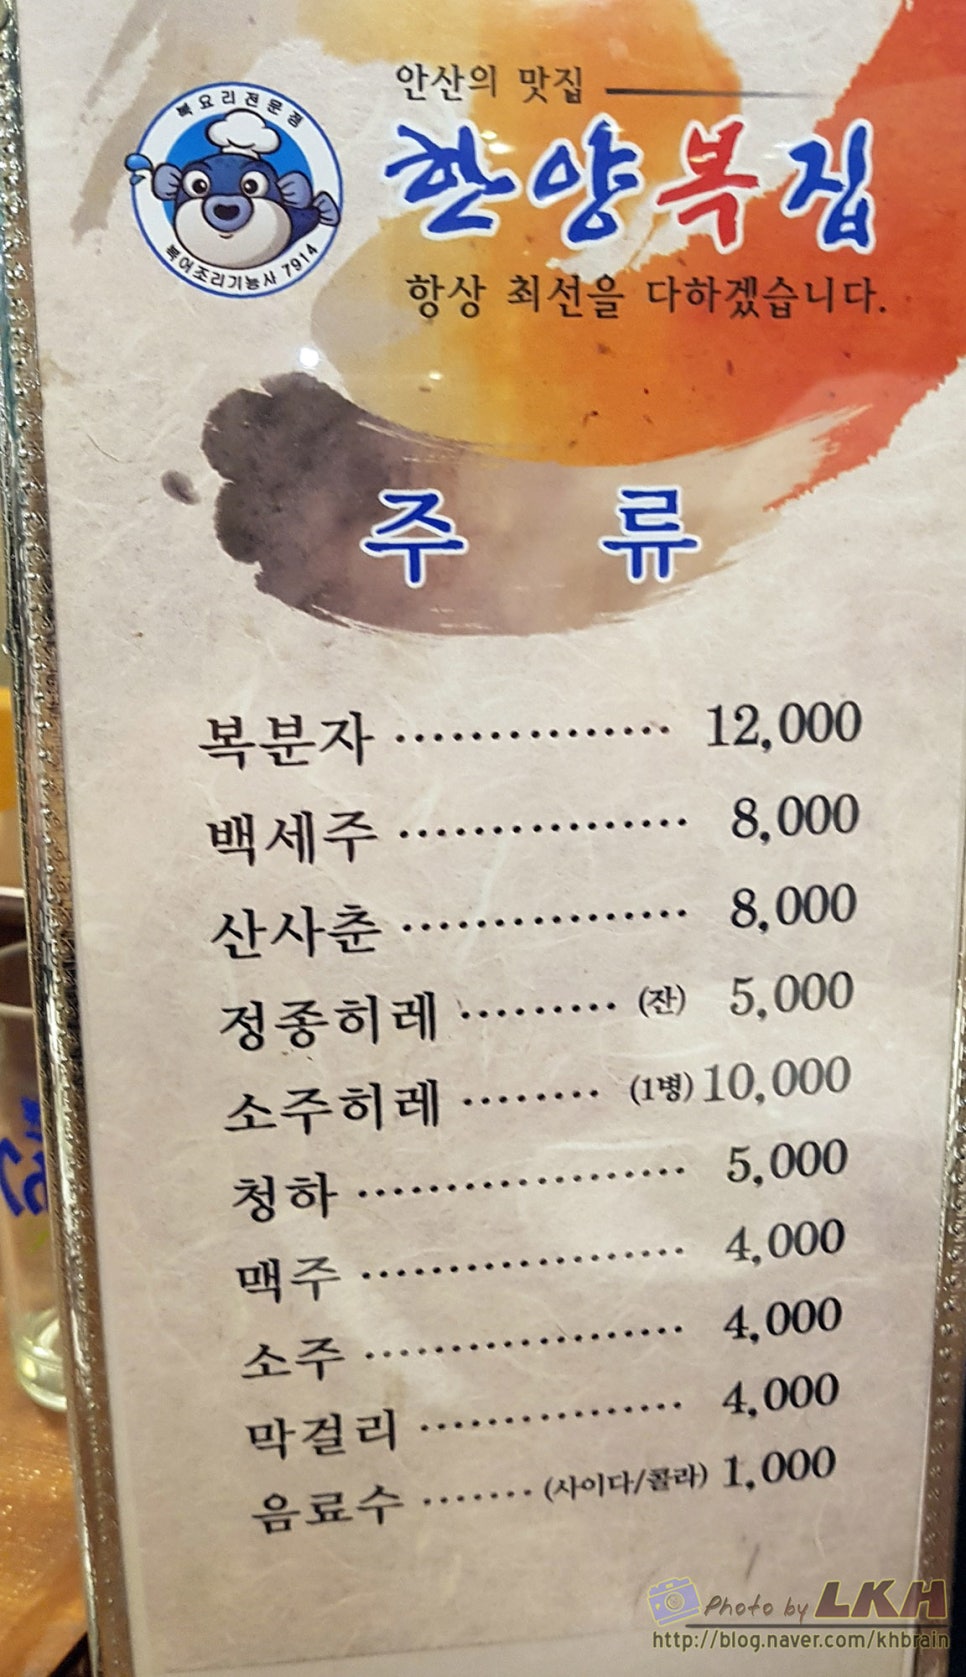 안산의 맛집
복요리전문점
복어조리기능사 7914
한양복집
항상 최선을 다하겠습니다.
주 류
복분자 ·············· 12,000
백세주 ················ 8,000
산사춘 ················ 8,000
정종히레 ········· (잔) 5,000
소주히레 ········ (1병) 10,000
청하 ··················· 5,000
맥주 ··················· 4,000
소주 ··················· 4,000
막걸리 ················ 4,000
음료수 ······· (사이다/콜라) 1,000
Photo by LKH
http://blog.naver.com/khbrain